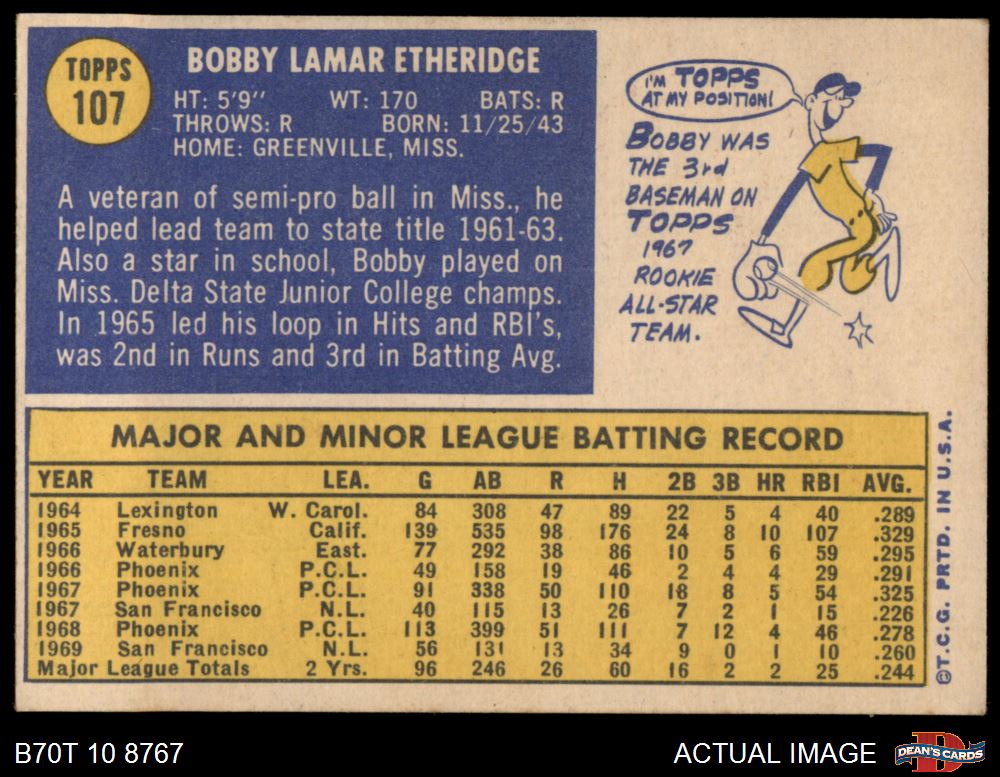 TOPPS
107
BOBBY LAMAR ETHERIDGE
HT: 5'9" WT: 170 BATS: R
THROWS: R BORN: 11/25/43
HOME: GREENVILLE, MISS.
A veteran of semi-pro ball in Miss., he
helped lead team to state title 1961-63.
Also a star in school, Bobby played on
Miss. Delta State Junior College champs.
In 1965 led his loop in Hits and RBI's,
was 2nd in Runs and 3rd in Batting Avg.
I'M TOPPS
AT MY POSITION!
BOBBY WAS
THE 3rd
BASEMAN ON
TOPPS
1967
ROOKIE
ALL-STAR
TEAM.
MAJOR AND MINOR LEAGUE BATTING RECORD
YEAR TEAM LEA. G AB R H 2B 3B HR RBI AVG.
1964 Lexington W. Carol. 84 308 47 89 22 5 4 40 .289
1965 Fresno Calif. 139 535 98 176 24 8 10 107 .329
1966 Waterbury East. 77 292 38 86 10 5 6 59 .295
1966 Phoenix P.C.L. 49 158 19 46 2 4 4 29 .291
1967 Phoenix P.C.L. 91 338 50 110 18 8 5 54 .325
1967 San Francisco N.L. 40 115 13 26 7 2 1 15 .226
1968 Phoenix P.C.L. 113 399 51 111 7 12 4 46 .278
1969 San Francisco N.L. 56 131 13 34 9 0 1 10 .260
Major League Totals 2 Yrs. 96 246 26 60 16 2 2 25 .244
©T.C.G. PRTD. IN U.S.A.
B70T 10 8767
ACTUAL IMAGE
D
DEAN'S CARDS